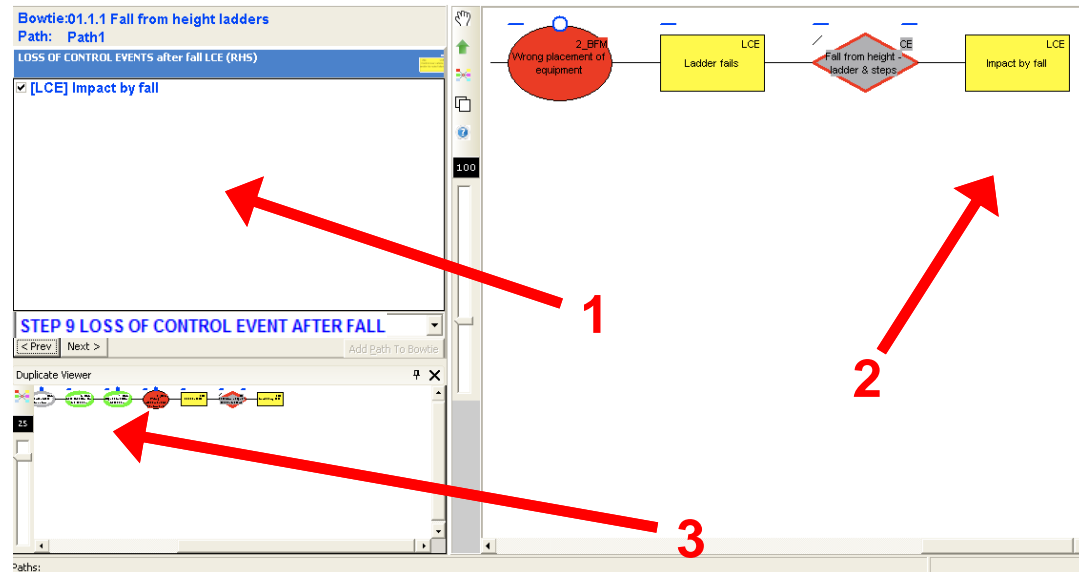 Bowtie:01.1.1 Fall from height ladders
Path: Path1
LOSS OF CONTROL EVENTS after fall LCE (RHS)
[LCE] Impact by fall
STEP 9 LOSS OF CONTROL EVENT AFTER FALL
< Prev
Next >
Add Path To Bowtie
Duplicate Viewer
25
100
2_BFM
Wrong placement of
equipment
LCE
Ladder fails
CE
Fall from height -
ladder & steps
LCE
Impact by fall
1
2
3
Paths: